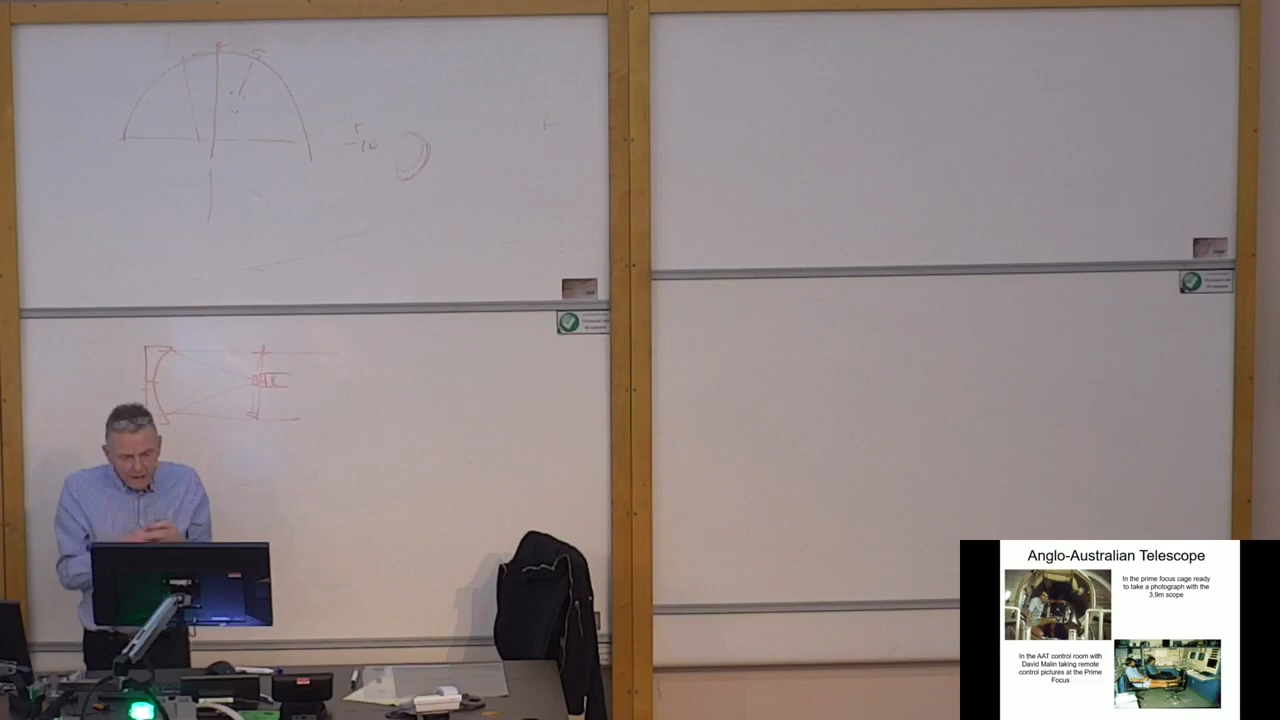 -10
Anglo-Australian Telescope
In the prime focus cage ready
to take a photograph with the
3.9m scope
In the AAT control room with
David Malin taking remote
control pictures at the Prime
Focus